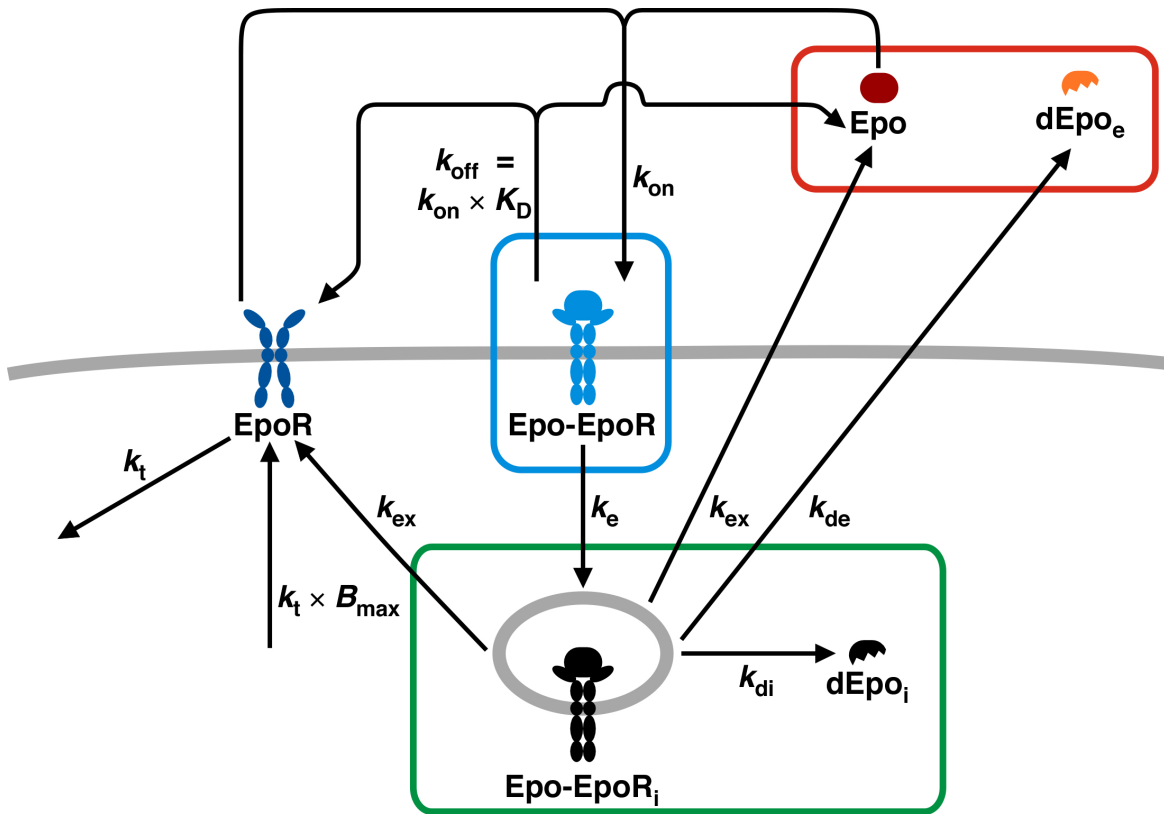 Epo
dEpoe
koff =
kon × KD
kon
Epo-EpoR
EpoR
kt
kex
ke
kex
kde
kt × Bmax
kdi
dEpoi
Epo-EpoRi